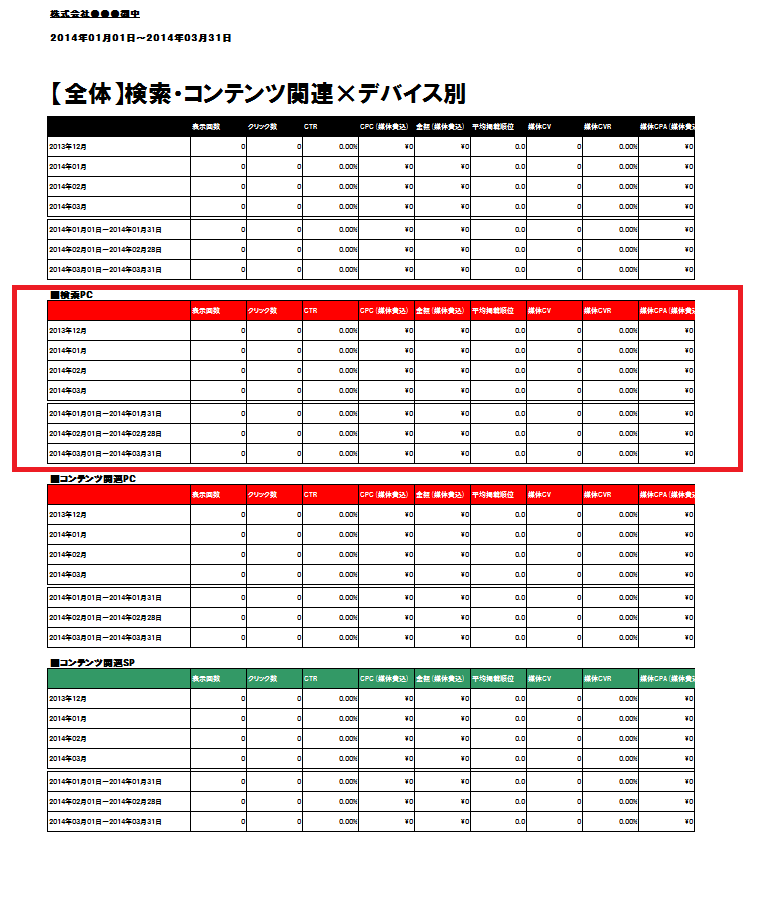 株式会社●●●御中
2014年01月01日~2014年03月31日
【全体】検索・コンテンツ関連×デバイス別
表示回数 クリック数 CTR CPC(媒体費込) 金額(媒体費込) 平均掲載順位 媒体CV 媒体CVR 媒体CPA(媒体費込
2013年12月 0 0 0.00% ¥0 ¥0 0.0 0 0.00% ¥0
2014年01月 0 0 0.00% ¥0 ¥0 0.0 0 0.00% ¥0
2014年02月 0 0 0.00% ¥0 ¥0 0.0 0 0.00% ¥0
2014年03月 0 0 0.00% ¥0 ¥0 0.0 0 0.00% ¥0
2014年01月01日~2014年01月31日 0 0 0.00% ¥0 ¥0 0.0 0 0.00% ¥0
2014年02月01日~2014年02月28日 0 0 0.00% ¥0 ¥0 0.0 0 0.00% ¥0
2014年03月01日~2014年03月31日 0 0 0.00% ¥0 ¥0 0.0 0 0.00% ¥0
■検索PC
表示回数 クリック数 CTR CPC(媒体費込) 金額(媒体費込) 平均掲載順位 媒体CV 媒体CVR 媒体CPA(媒体費込
2013年12月 0 0 0.00% ¥0 ¥0 0.0 0 0.00% ¥0
2014年01月 0 0 0.00% ¥0 ¥0 0.0 0 0.00% ¥0
2014年02月 0 0 0.00% ¥0 ¥0 0.0 0 0.00% ¥0
2014年03月 0 0 0.00% ¥0 ¥0 0.0 0 0.00% ¥0
2014年01月01日~2014年01月31日 0 0 0.00% ¥0 ¥0 0.0 0 0.00% ¥0
2014年02月01日~2014年02月28日 0 0 0.00% ¥0 ¥0 0.0 0 0.00% ¥0
2014年03月01日~2014年03月31日 0 0 0.00% ¥0 ¥0 0.0 0 0.00% ¥0
■コンテンツ関連PC
表示回数 クリック数 CTR CPC(媒体費込) 金額(媒体費込) 平均掲載順位 媒体CV 媒体CVR 媒体CPA(媒体費込
2013年12月 0 0 0.00% ¥0 ¥0 0.0 0 0.00% ¥0
2014年01月 0 0 0.00% ¥0 ¥0 0.0 0 0.00% ¥0
2014年02月 0 0 0.00% ¥0 ¥0 0.0 0 0.00% ¥0
2014年03月 0 0 0.00% ¥0 ¥0 0.0 0 0.00% ¥0
2014年01月01日~2014年01月31日 0 0 0.00% ¥0 ¥0 0.0 0 0.00% ¥0
2014年02月01日~2014年02月28日 0 0 0.00% ¥0 ¥0 0.0 0 0.00% ¥0
2014年03月01日~2014年03月31日 0 0 0.00% ¥0 ¥0 0.0 0 0.00% ¥0
■コンテンツ関連SP
表示回数 クリック数 CTR CPC(媒体費込) 金額(媒体費込) 平均掲載順位 媒体CV 媒体CVR 媒体CPA(媒体費込
2013年12月 0 0 0.00% ¥0 ¥0 0.0 0 0.00% ¥0
2014年01月 0 0 0.00% ¥0 ¥0 0.0 0 0.00% ¥0
2014年02月 0 0 0.00% ¥0 ¥0 0.0 0 0.00% ¥0
2014年03月 0 0 0.00% ¥0 ¥0 0.0 0 0.00% ¥0
2014年01月01日~2014年01月31日 0 0 0.00% ¥0 ¥0 0.0 0 0.00% ¥0
2014年02月01日~2014年02月28日 0 0 0.00% ¥0 ¥0 0.0 0 0.00% ¥0
2014年03月01日~2014年03月31日 0 0 0.00% ¥0 ¥0 0.0 0 0.00% ¥0